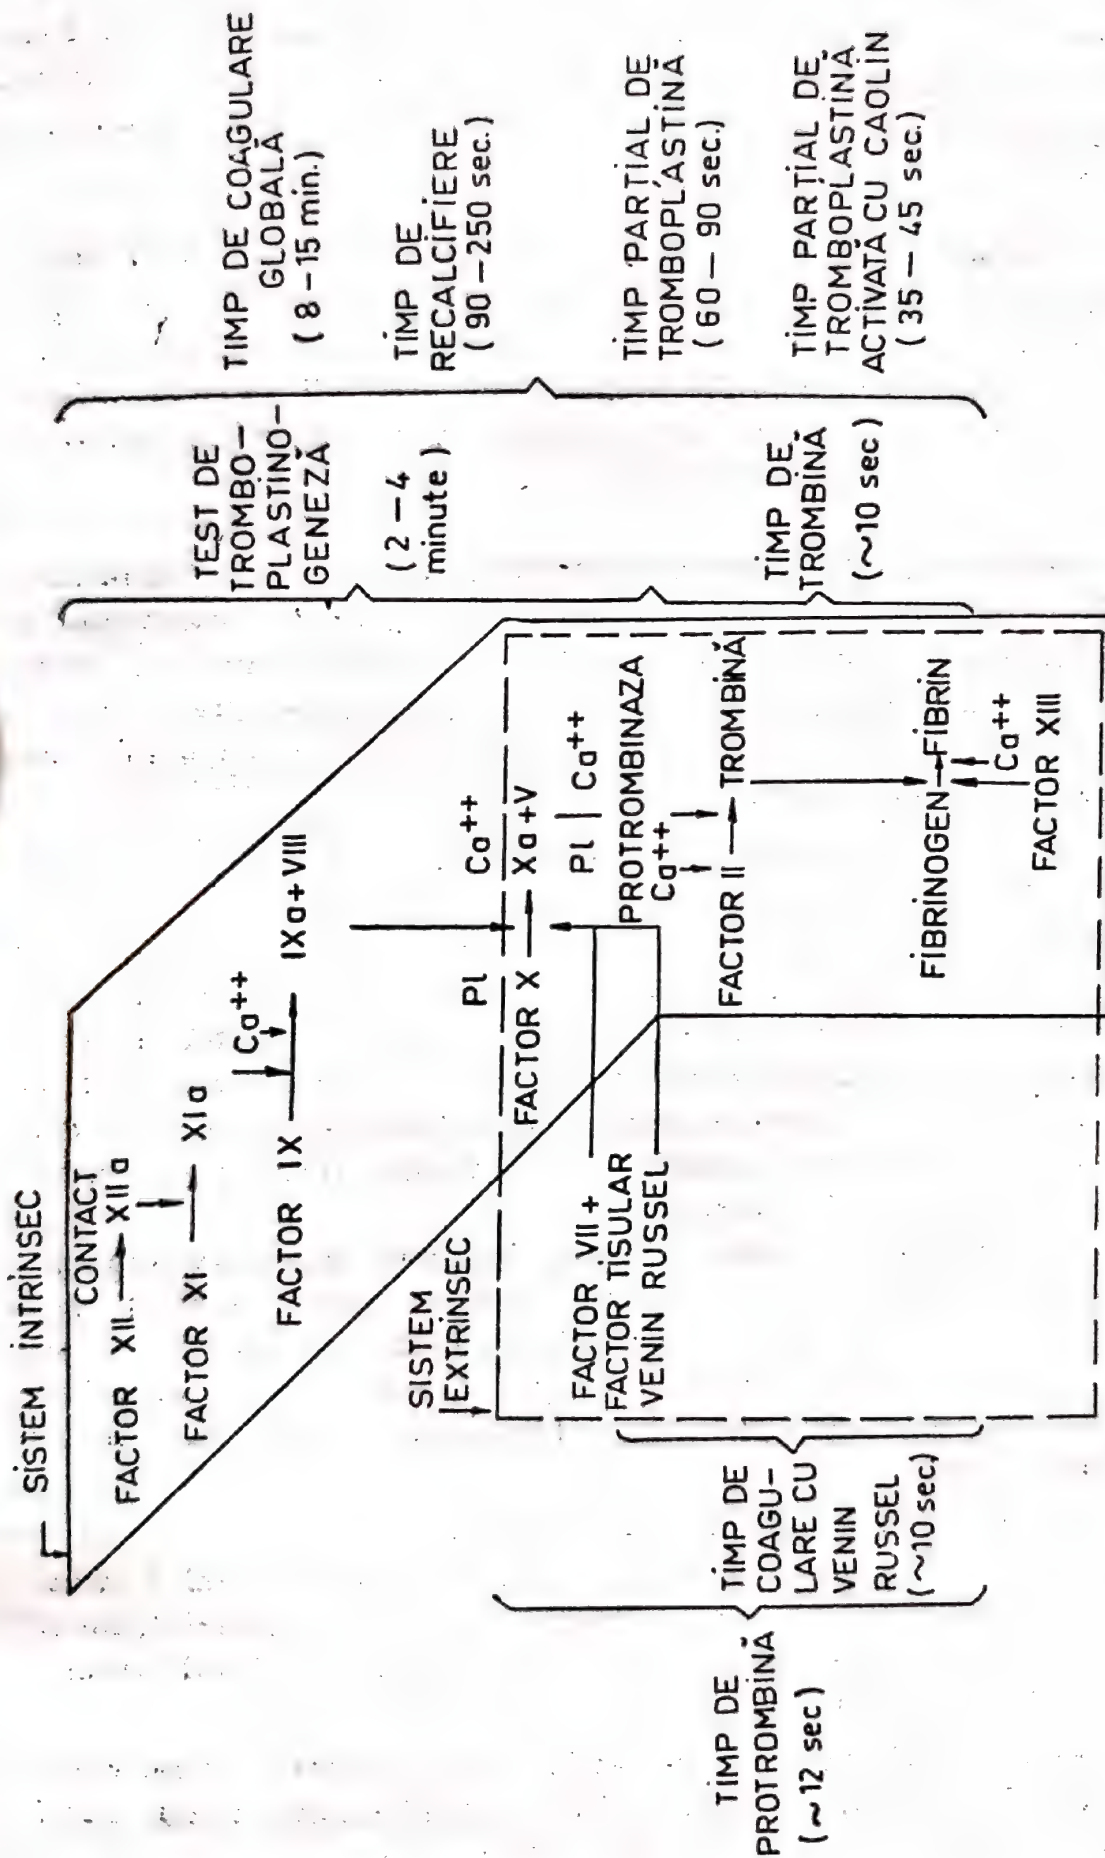 SISTEM INTRINSEC
CONTACT
FACTOR XII → XIIa
FACTOR XI → XIa
Ca++
FACTOR IX → IXa+VIII
Pl Ca++
FACTOR X → Xa+V
Pl Ca++
PROTROMBINAZA
Ca++
FACTOR II → TROMBINĂ
FIBRINOGEN → FIBRIN
Ca++
FACTOR XIII
SISTEM
EXTRINSEC
FACTOR VII +
FACTOR TISULAR
VENIN RUSSEL
TIMP DE
PROTROMBINĂ
(~12 sec)
TIMP DE
COAGU-
LARE CU
VENIN
RUSSEL
(~10 sec)
TEST DE
TROMBO-
PLASTINO-
GENEZĂ
(2-4
minute)
TIMP DE
TROMBINĂ
(~10 sec)
TIMP DE COAGULARE
GLOBALĂ
(8-15 min.)
TIMP DE
RECALCIFIERE
(90-250 sec.)
TIMP PARȚIAL DE
TROMBOPLASTINĂ
(60-90 sec.)
TIMP PARȚIAL DE
TROMBOPLASTINĂ
ACTIVATĂ CU CAOLIN
(35-45 sec.)